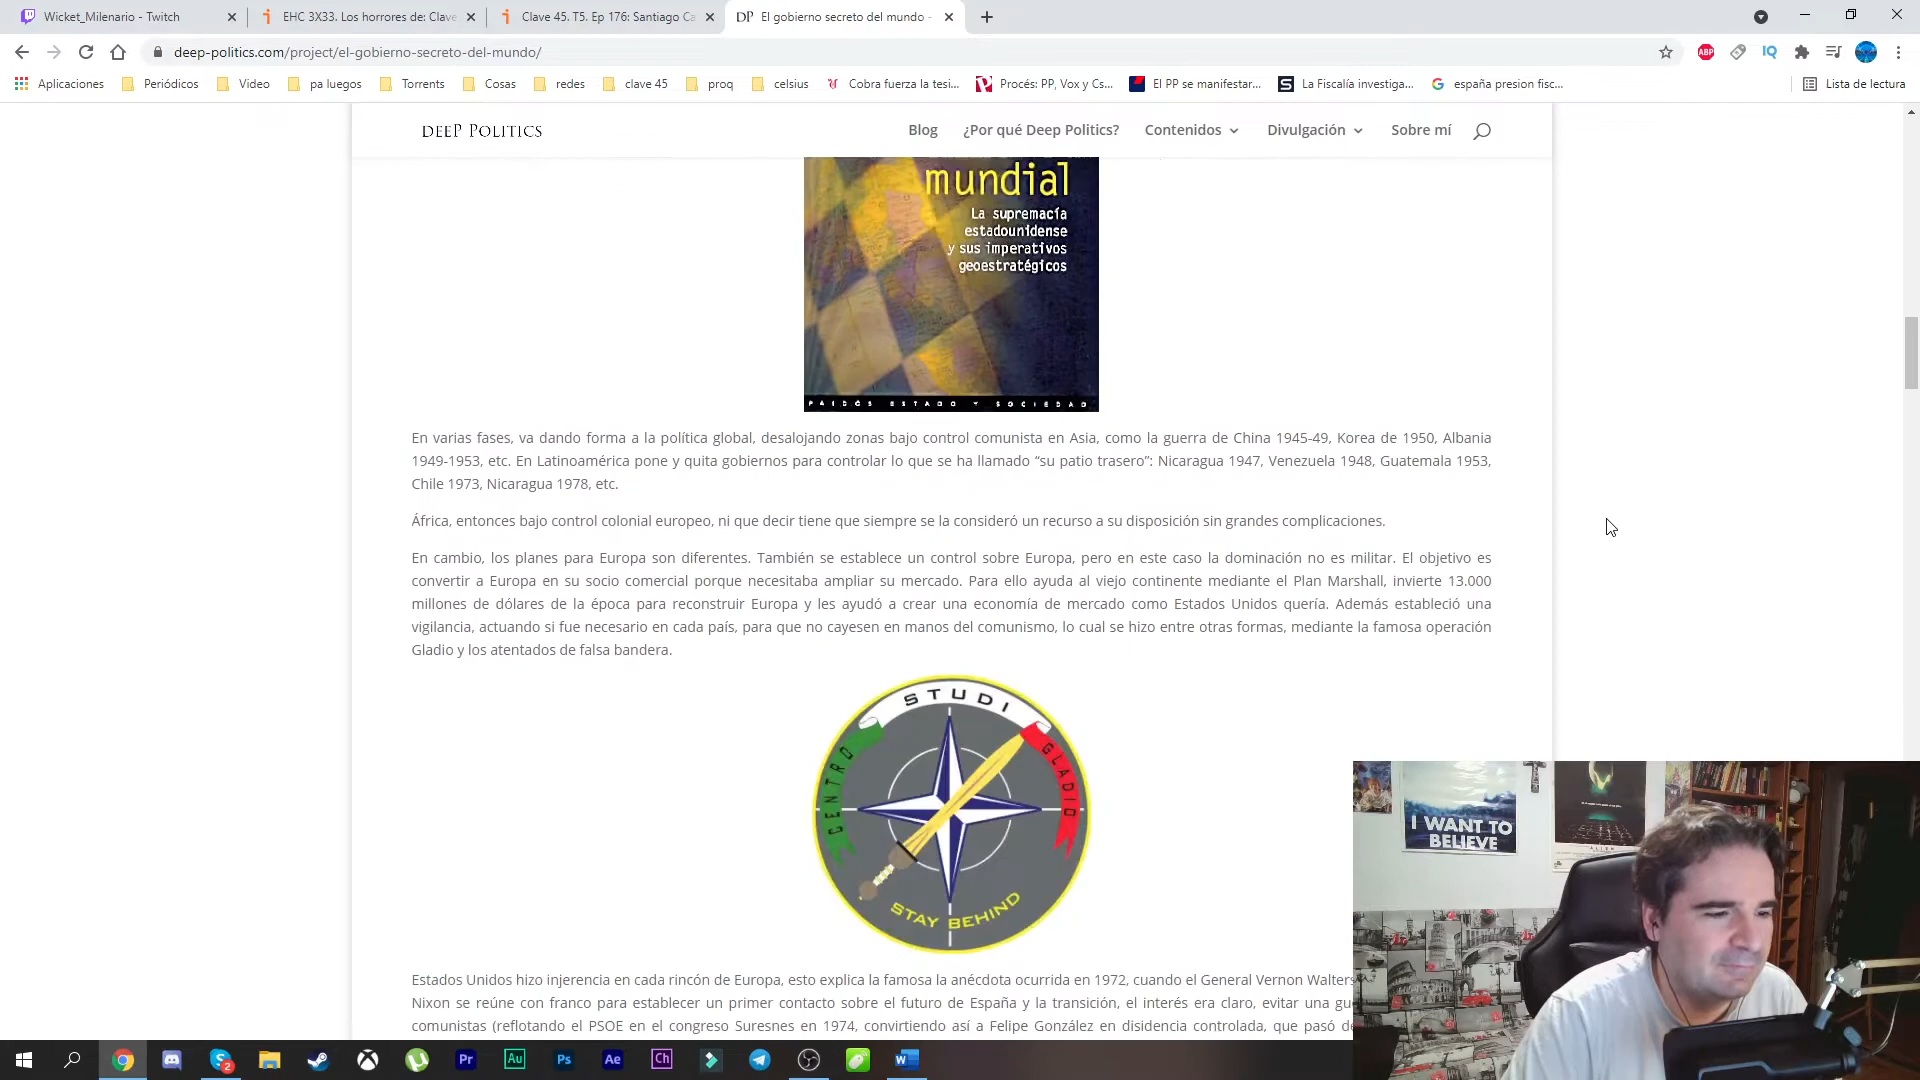 Wicket_Milenario - Twitch
EHC 3X33. Los horrores de: Clave
Clave 45. T5. Ep 176: Santiago Ca
DP El gobierno secreto del mundo -
deep-politics.com/project/el-gobierno-secreto-del-mundo/
ABP
IQ
Aplicaciones
Periódicos
Video
pa luegos
Torrents
Cosas
redes
clave 45
proq
celsius
Cobra fuerza la tesi...
Procés: PP, Vox y Cs...
El PP se manifestar...
La Fiscalía investiga...
españa presion fisc...
Lista de lectura
DEEP POLITICS
Blog
¿Por qué Deep Politics?
Contenidos
Divulgación
Sobre mí
mundial
La supremacía
estadounidense
y sus imperativos
geoestratégicos
PAIDÓS ESTADO Y SOCIEDAD
En varias fases, va dando forma a la política global, desalojando zonas bajo control comunista en Asia, como la guerra de China 1945-49, Korea de 1950, Albania
1949-1953, etc. En Latinoamérica pone y quita gobiernos para controlar lo que se ha llamado “su patio trasero”: Nicaragua 1947, Venezuela 1948, Guatemala 1953,
Chile 1973, Nicaragua 1978, etc.
África, entonces bajo control colonial europeo, ni que decir tiene que siempre se la consideró un recurso a su disposición sin grandes complicaciones.
En cambio, los planes para Europa son diferentes. También se establece un control sobre Europa, pero en este caso la dominación no es militar. El objetivo es
convertir a Europa en su socio comercial porque necesitaba ampliar su mercado. Para ello ayuda al viejo continente mediante el Plan Marshall, invierte 13.000
millones de dólares de la época para reconstruir Europa y les ayudó a crear una economía de mercado como Estados Unidos quería. Además estableció una
vigilancia, actuando si fue necesario en cada país, para que no cayesen en manos del comunismo, lo cual se hizo entre otras formas, mediante la famosa operación
Gladio y los atentados de falsa bandera.
STUDI
CENTRO
GLADIO
STAY BEHIND
I WANT TO
BELIEVE
ALIEN
Estados Unidos hizo injerencia en cada rincón de Europa, esto explica la famosa la anécdota ocurrida en 1972, cuando el General Vernon Walters
Nixon se reúne con franco para establecer un primer contacto sobre el futuro de España y la transición, el interés era claro, evitar una
comunistas (reflotando el PSOE en el congreso Suresnes en 1974, convirtiendo así a Felipe González en disidencia controlada, que pasó
2
Pr
Au
Ps
Ae
Ch